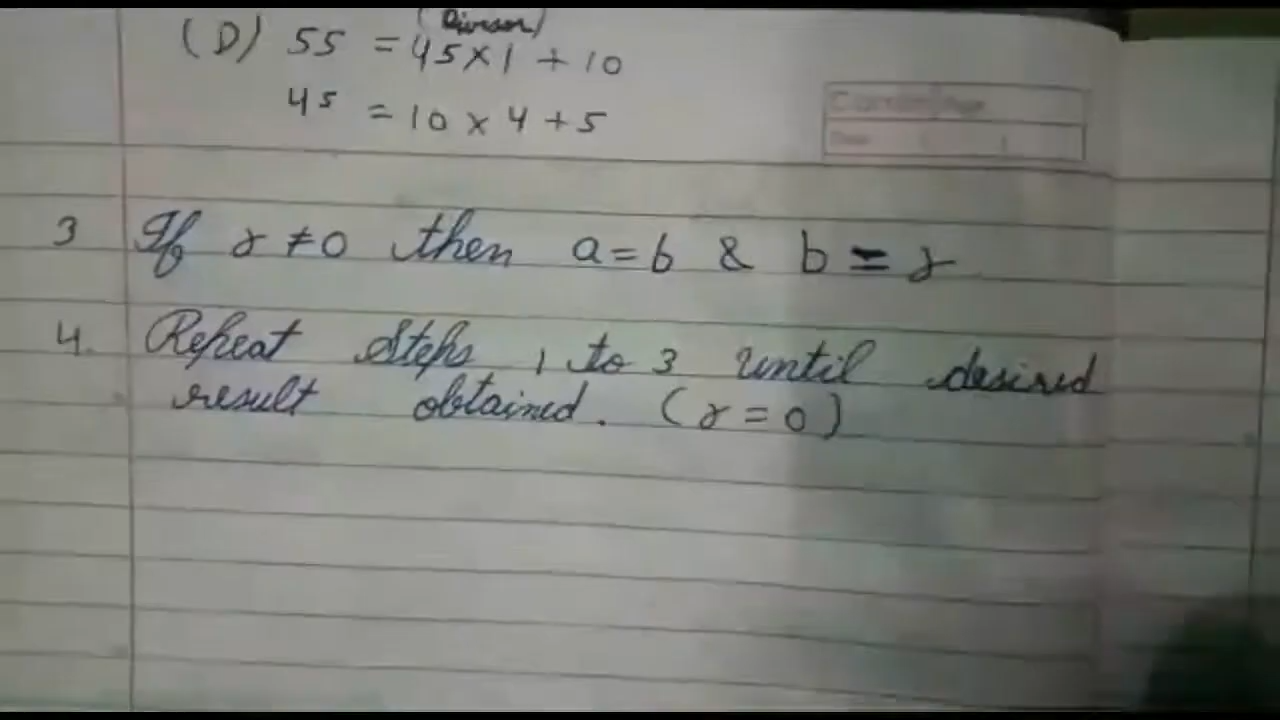 (Divisor)
(D) 55 = 45×1 + 10
45 = 10 × 4 + 5
3 If r ≠ 0 then a = b & b = r
4. Repeat Steps 1 to 3 until desired
result obtained. (r = 0)